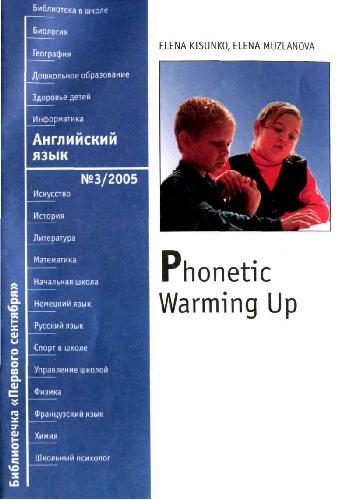 Библиотека в школе
Биология
География
Дошкольное образование
Здоровье детей
Информатика
Английский
язык
№3/2005
Искусство
История
Литература
Математика
Начальная школа
Немецкий язык
Русский язык
Спорт в школе
Управление школой
Физика
Французский язык
Химия
Школьный психолог
Библиотечка «Первого сентября»
ELENA KISUNKO, ELENA MUZLANOVA
Phonetic
Warming Up